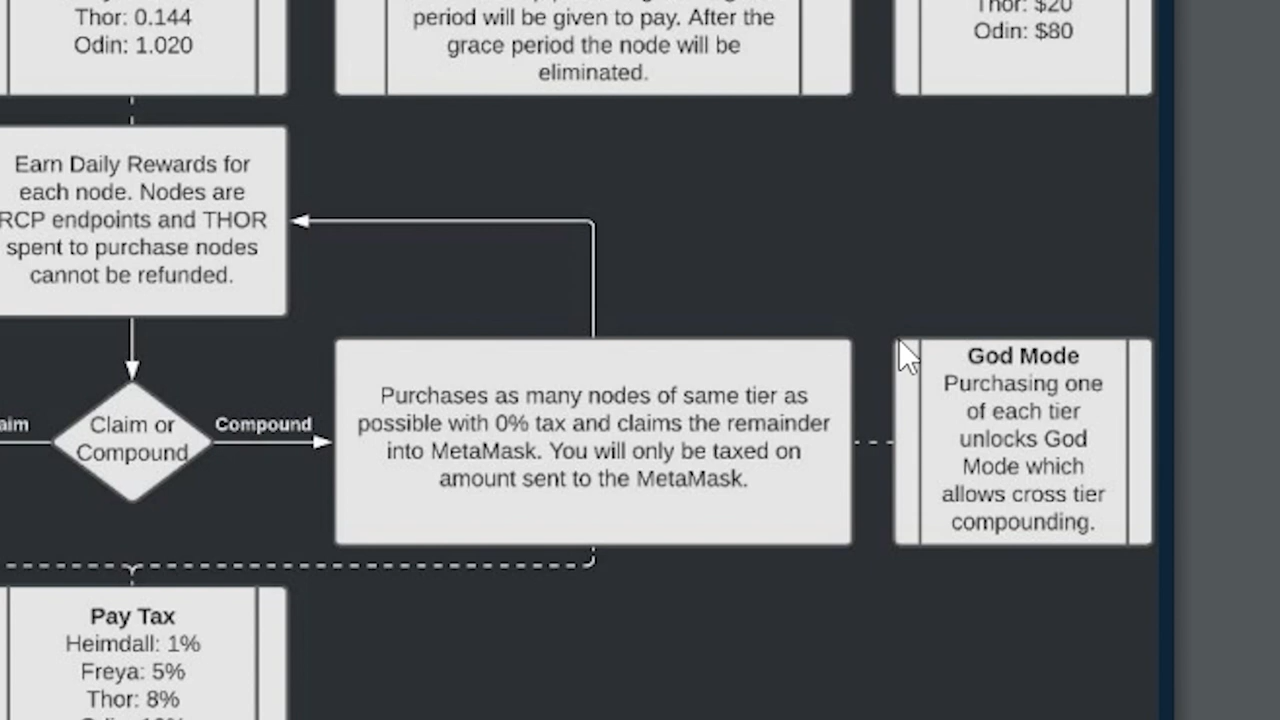 Thor: 0.144
Odin: 1.020
period will be given to pay. After the
grace period the node will be
eliminated.
Thor: $20
Odin: $80
Earn Daily Rewards for
each node. Nodes are
RCP endpoints and THOR
spent to purchase nodes
cannot be refunded.
Claim or
Compound
Compound
Purchases as many nodes of same tier as
possible with 0% tax and claims the remainder
into MetaMask. You will only be taxed on
amount sent to the MetaMask.
God Mode
Purchasing one
of each tier
unlocks God
Mode which
allows cross tier
compounding.
Pay Tax
Heimdall: 1%
Freya: 5%
Thor: 8%